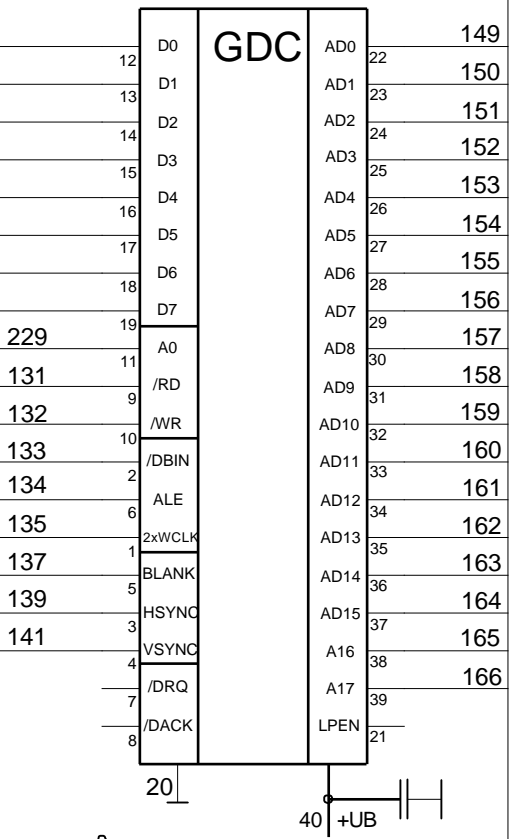 D0 GDC AD0 149
12 22
D1 AD1 150
13 23
D2 AD2 151
14 24
D3 AD3 152
15 25
D4 AD4 153
16 26
D5 AD5 154
17 27
D6 AD6 155
18 28
D7 AD7 156
19 29
229 A0 AD8 157
11 30
131 /RD AD9 158
9 31
132 /WR AD10 159
10 32
133 /DBIN AD11 160
2 33
134 ALE AD12 161
6 34
135 2xWCLK AD13 162
1 35
137 BLANK AD14 163
5 36
139 HSYNC AD15 164
3 37
141 VSYNC A16 165
4 38
/DRQ A17 166
7 39
/DACK LPEN
8 21
20
40 +UB